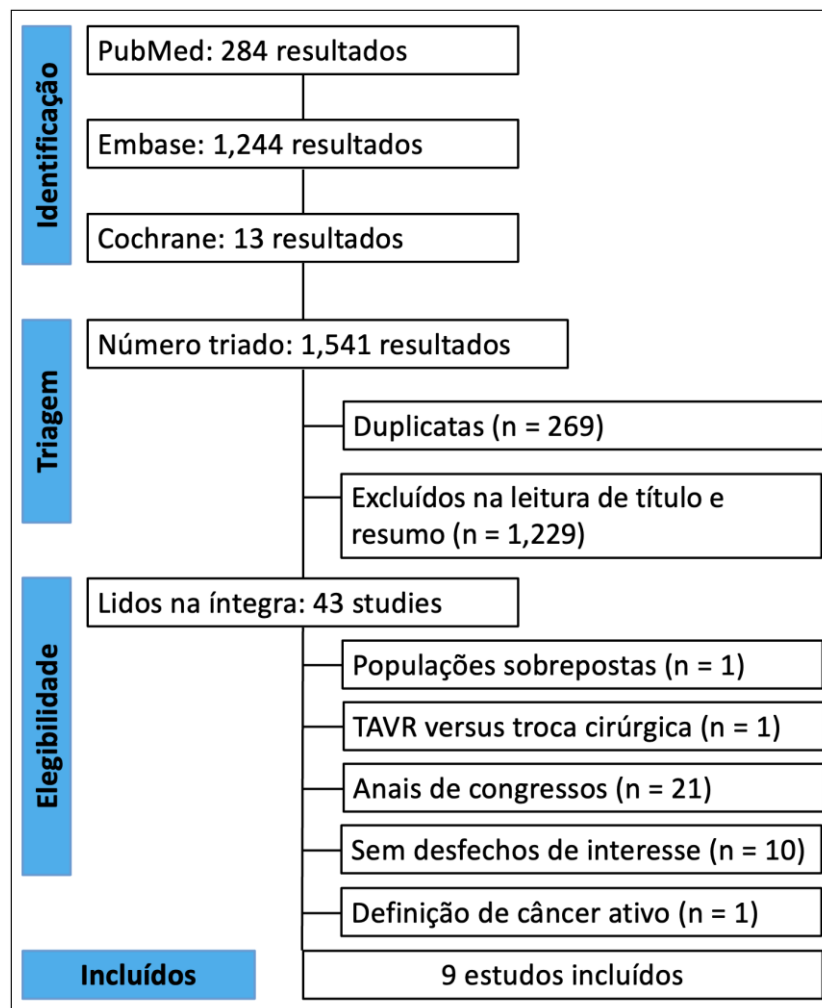 Identificação
PubMed: 284 resultados
Embase: 1,244 resultados
Cochrane: 13 resultados
Triagem
Número triado: 1,541 resultados
Duplicatas (n = 269)
Excluídos na leitura de título e
resumo (n = 1,229)
Elegibilidade
Lidos na íntegra: 43 studies
Populações sobrepostas (n = 1)
TAVR versus troca cirúrgica (n = 1)
Anais de congressos (n = 21)
Sem desfechos de interesse (n = 10)
Definição de câncer ativo (n = 1)
Incluídos
9 estudos incluídos